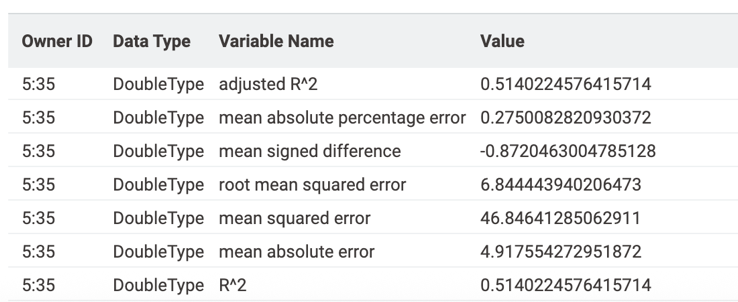 Owner ID Data Type Variable Name Value
5:35 DoubleType adjusted R^2 0.5140224576415714
5:35 DoubleType mean absolute percentage error 0.2750082820930372
5:35 DoubleType mean signed difference -0.8720463004785128
5:35 DoubleType root mean squared error 6.844443940206473
5:35 DoubleType mean squared error 46.84641285062911
5:35 DoubleType mean absolute error 4.917554272951872
5:35 DoubleType R^2 0.5140224576415714